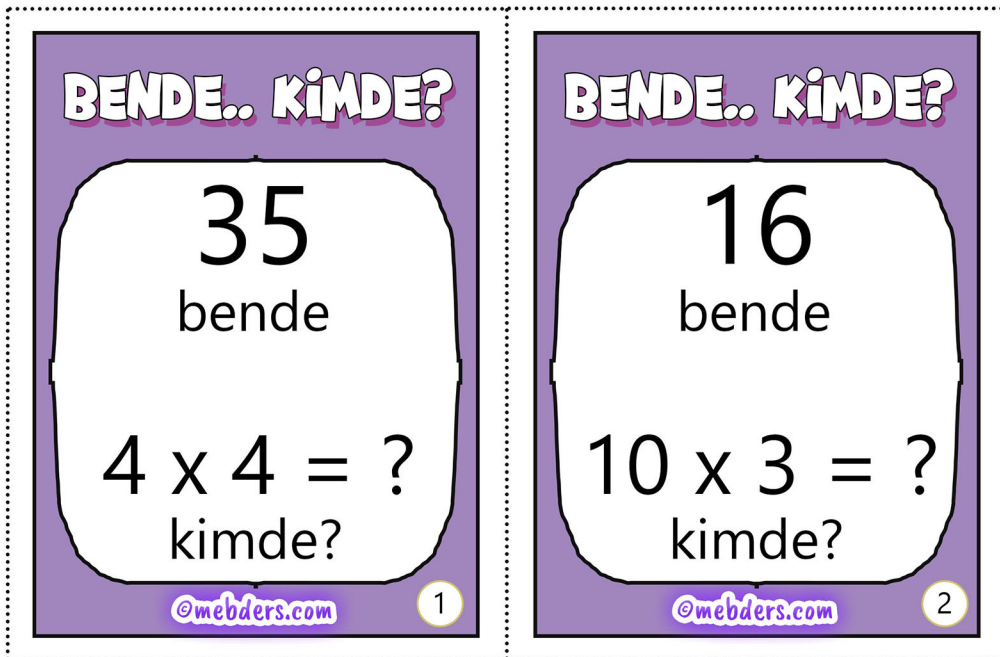 BENDE.. KİMDE?
35
bende
4 x 4 = ?
kimde?
©mebders.com
1
BENDE.. KİMDE?
16
bende
10 x 3 = ?
kimde?
©mebders.com
2